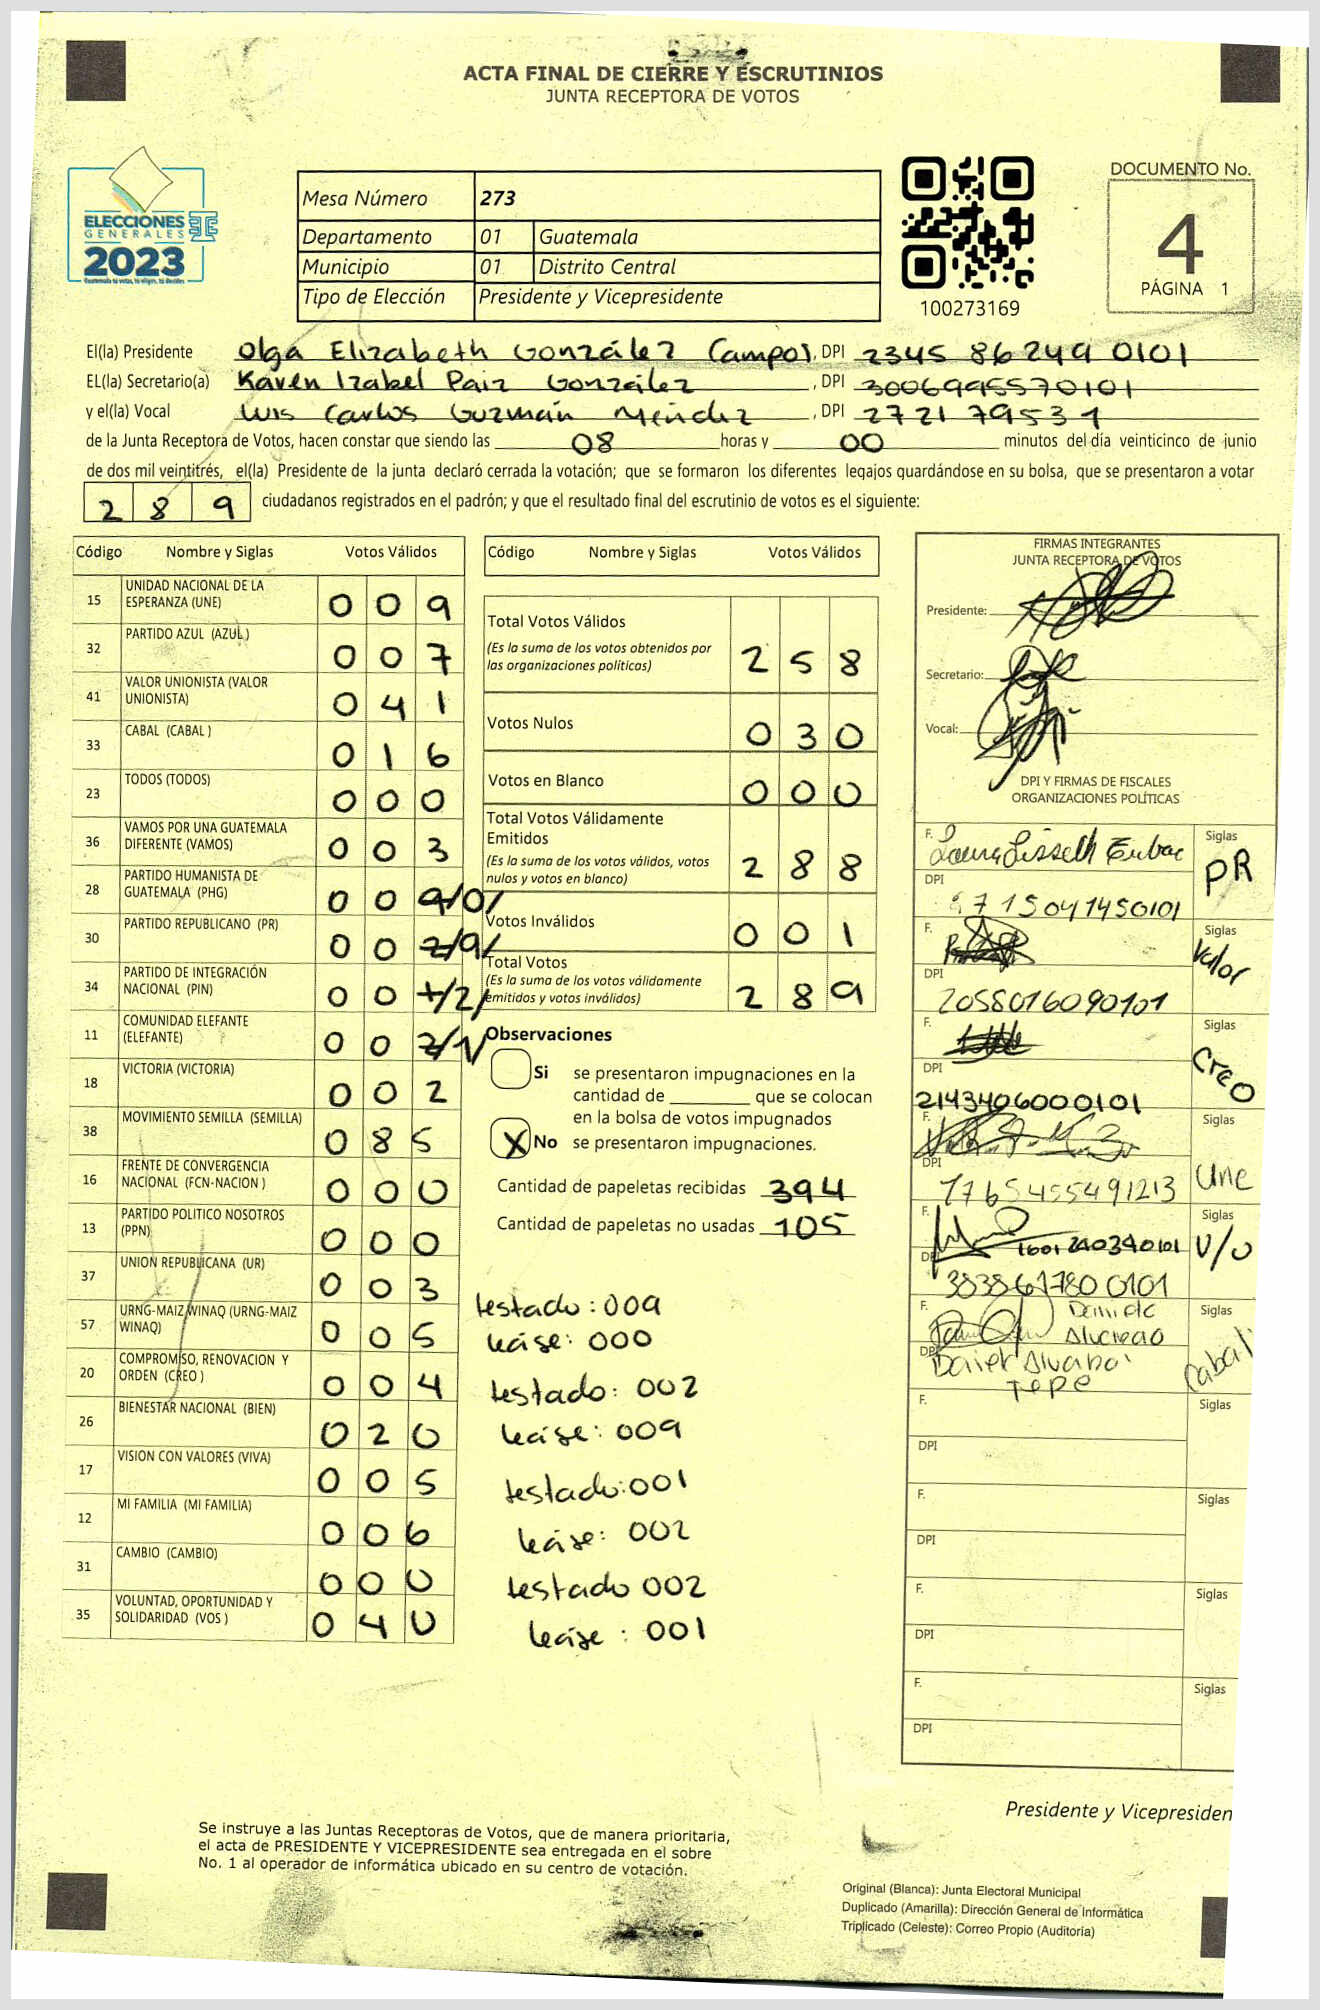 ACTA FINAL DE CIERRE Y ESCRUTINIOS
JUNTA RECEPTORA DE VOTOS
ELECCIONES
GENERALES
2023
Guatemala tu votas, tu eliges, tu decides
Mesa Número 273
Departamento 01 Guatemala
Municipio 01 Distrito Central
Tipo de Elección Presidente y Vicepresidente
100273169
DOCUMENTO No.
4
PÁGINA 1
El(la) Presidente Olga Elizabeth González Campos, DPI 2345 86249 0101
EL(la) Secretario(a) Karen Izabel Paiz González, DPI 3006995570101
y el(la) Vocal Luis Carlos Guzmán Méndez, DPI 2721 79531
de la Junta Receptora de Votos, hacen constar que siendo las 08 horas y 00 minutos del día veinticinco de junio
de dos mil veintitrés, el(la) Presidente de la junta declaró cerrada la votación; que se formaron los diferentes legajos guardándose en su bolsa, que se presentaron a votar
2 8 9 ciudadanos registrados en el padrón; y que el resultado final del escrutinio de votos es el siguiente:
Código Nombre y Siglas Votos Válidos
15 UNIDAD NACIONAL DE LA ESPERANZA (UNE) 0 0 9
32 PARTIDO AZUL (AZUL) 0 0 7
41 VALOR UNIONISTA (VALOR UNIONISTA) 0 4 1
33 CABAL (CABAL) 0 1 6
23 TODOS (TODOS) 0 0 0
36 VAMOS POR UNA GUATEMALA DIFERENTE (VAMOS) 0 0 3
28 PARTIDO HUMANISTA DE GUATEMALA (PHG) 0 0 9/0/
30 PARTIDO REPUBLICANO (PR) 0 0 2/9/
34 PARTIDO DE INTEGRACIÓN NACIONAL (PIN) 0 0 1/2/
11 COMUNIDAD ELEFANTE (ELEFANTE) 0 0 2/1/
18 VICTORIA (VICTORIA) 0 0 2
38 MOVIMIENTO SEMILLA (SEMILLA) 0 8 5
16 FRENTE DE CONVERGENCIA NACIONAL (FCN-NACION) 0 0 0
13 PARTIDO POLITICO NOSOTROS (PPN) 0 0 0
37 UNION REPUBLICANA (UR) 0 0 3
57 URNG-MAIZ WINAQ (URNG-MAIZ WINAQ) 0 0 5
20 COMPROMISO, RENOVACION Y ORDEN (CREO) 0 0 4
26 BIENESTAR NACIONAL (BIEN) 0 2 0
17 VISION CON VALORES (VIVA) 0 0 5
12 MI FAMILIA (MI FAMILIA) 0 0 6
31 CAMBIO (CAMBIO) 0 0 0
35 VOLUNTAD, OPORTUNIDAD Y SOLIDARIDAD (VOS) 0 4 0
Código Nombre y Siglas Votos Válidos
Total Votos Válidos 2 5 8
(Es la suma de los votos obtenidos por
las organizaciones políticas)
Votos Nulos 0 3 0
Votos en Blanco 0 0 0
Total Votos Válidamente
Emitidos 2 8 8
(Es la suma de los votos válidos, votos
nulos y votos en blanco)
Votos Inválidos 0 0 1
Total Votos 2 8 9
(Es la suma de los votos válidamente
emitidos y votos inválidos)
Observaciones
Si se presentaron impugnaciones en la
cantidad de ________ que se colocan
en la bolsa de votos impugnados
X No se presentaron impugnaciones.
Cantidad de papeletas recibidas 394
Cantidad de papeletas no usadas 105
testado: 009
léase: 000
testado: 002
léase: 009
testado: 001
léase: 002
testado 002
léase: 001
FIRMAS INTEGRANTES
JUNTA RECEPTORA DE VOTOS
Presidente:
Secretario:
Vocal:
DPI Y FIRMAS DE FISCALES
ORGANIZACIONES POLÍTICAS
F. Siglas PR
DPI
F. Siglas Valor
DPI 2058016090101
F. Siglas Creo
DPI 2143406000101
F. Siglas Une
DPI 1765455491213
F. Siglas V/U
DPI
F. Siglas Cabal
DPI
F. Siglas
DPI
F. Siglas
DPI
F. Siglas
DPI
F. Siglas
DPI
Presidente y Vicepresiden
Se instruye a las Juntas Receptoras de Votos, que de manera prioritaria,
el acta de PRESIDENTE Y VICEPRESIDENTE sea entregada en el sobre
No. 1 al operador de informática ubicado en su centro de votación.
Original (Blanca): Junta Electoral Municipal
Duplicado (Amarilla): Dirección General de Informática
Triplicado (Celeste): Correo Propio (Auditoría)